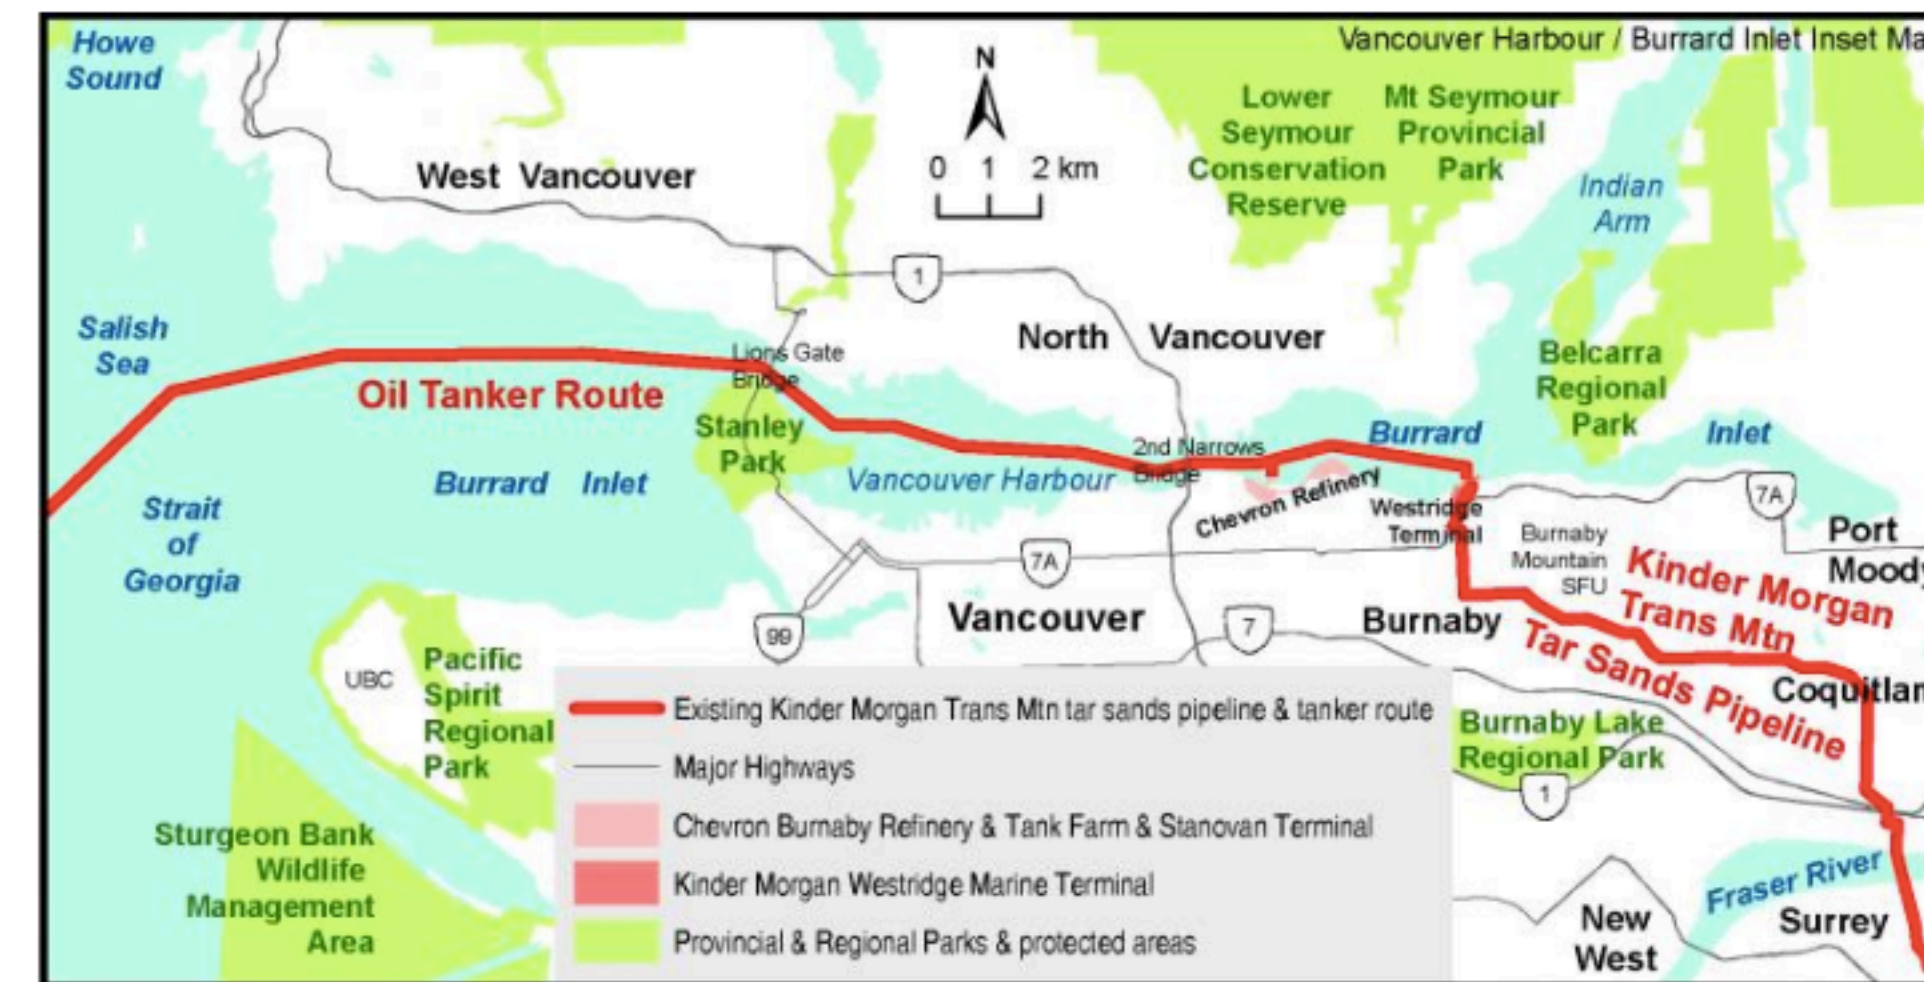 Howe
Sound
Vancouver Harbour / Burrard Inlet Inset Ma
N
0 1 2 km
Lower
Seymour
Conservation
Reserve
Mt Seymour
Provincial
Park
West Vancouver
Indian
Arm
1
Salish
Sea
North Vancouver
Lions Gate
Bridge
Belcarra
Regional
Park
Oil Tanker Route
Stanley
Park
2nd Narrows
Bridge
Burrard Inlet
Burrard Inlet
Vancouver Harbour
Chevron Refinery
Westridge
Terminal
7A
Strait
of
Georgia
Burnaby
Mountain
SFU
Port
Moody
7A
Kinder Morgan
Trans Mtn
Tar Sands Pipeline
Vancouver
99
7
Burnaby
UBC
Pacific
Spirit
Regional
Park
Coquitlam
Burnaby Lake
Regional Park
1
Existing Kinder Morgan Trans Mtn tar sands pipeline & tanker route
Major Highways
Chevron Burnaby Refinery & Tank Farm & Stanovan Terminal
Kinder Morgan Westridge Marine Terminal
Provincial & Regional Parks & protected areas
Sturgeon Bank
Wildlife
Management
Area
Fraser River
New
West
Surrey